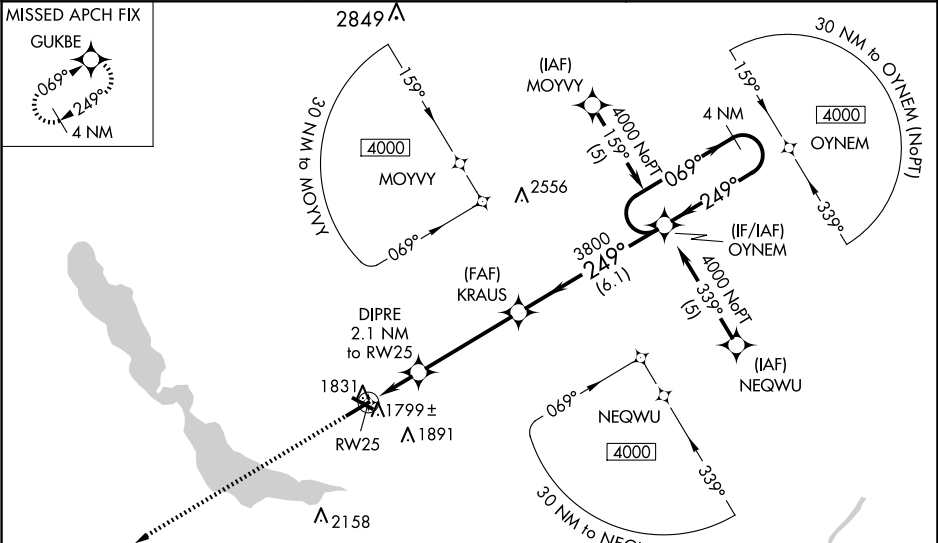 MISSED APCH FIX
GUKBE
069°
249°
4 NM
2849
159°
30 NM to MOYVY
4000
MOYVY
069°
(IAF)
MOYVY
4000 NoPT
159°
(5)
2556
4 NM
069°
249°
30 NM to OYNEM (NoPT)
159°
4000
OYNEM
339°
(IF/IAF)
OYNEM
3800
249°
(6.1)
(FAF)
KRAUS
4000 NoPT
339°
(5)
(IAF)
NEQWU
DIPRE
2.1 NM
to RW25
1831
1799 ±
RW25
1891
2158
069°
NEQWU
4000
339°
30 NM to